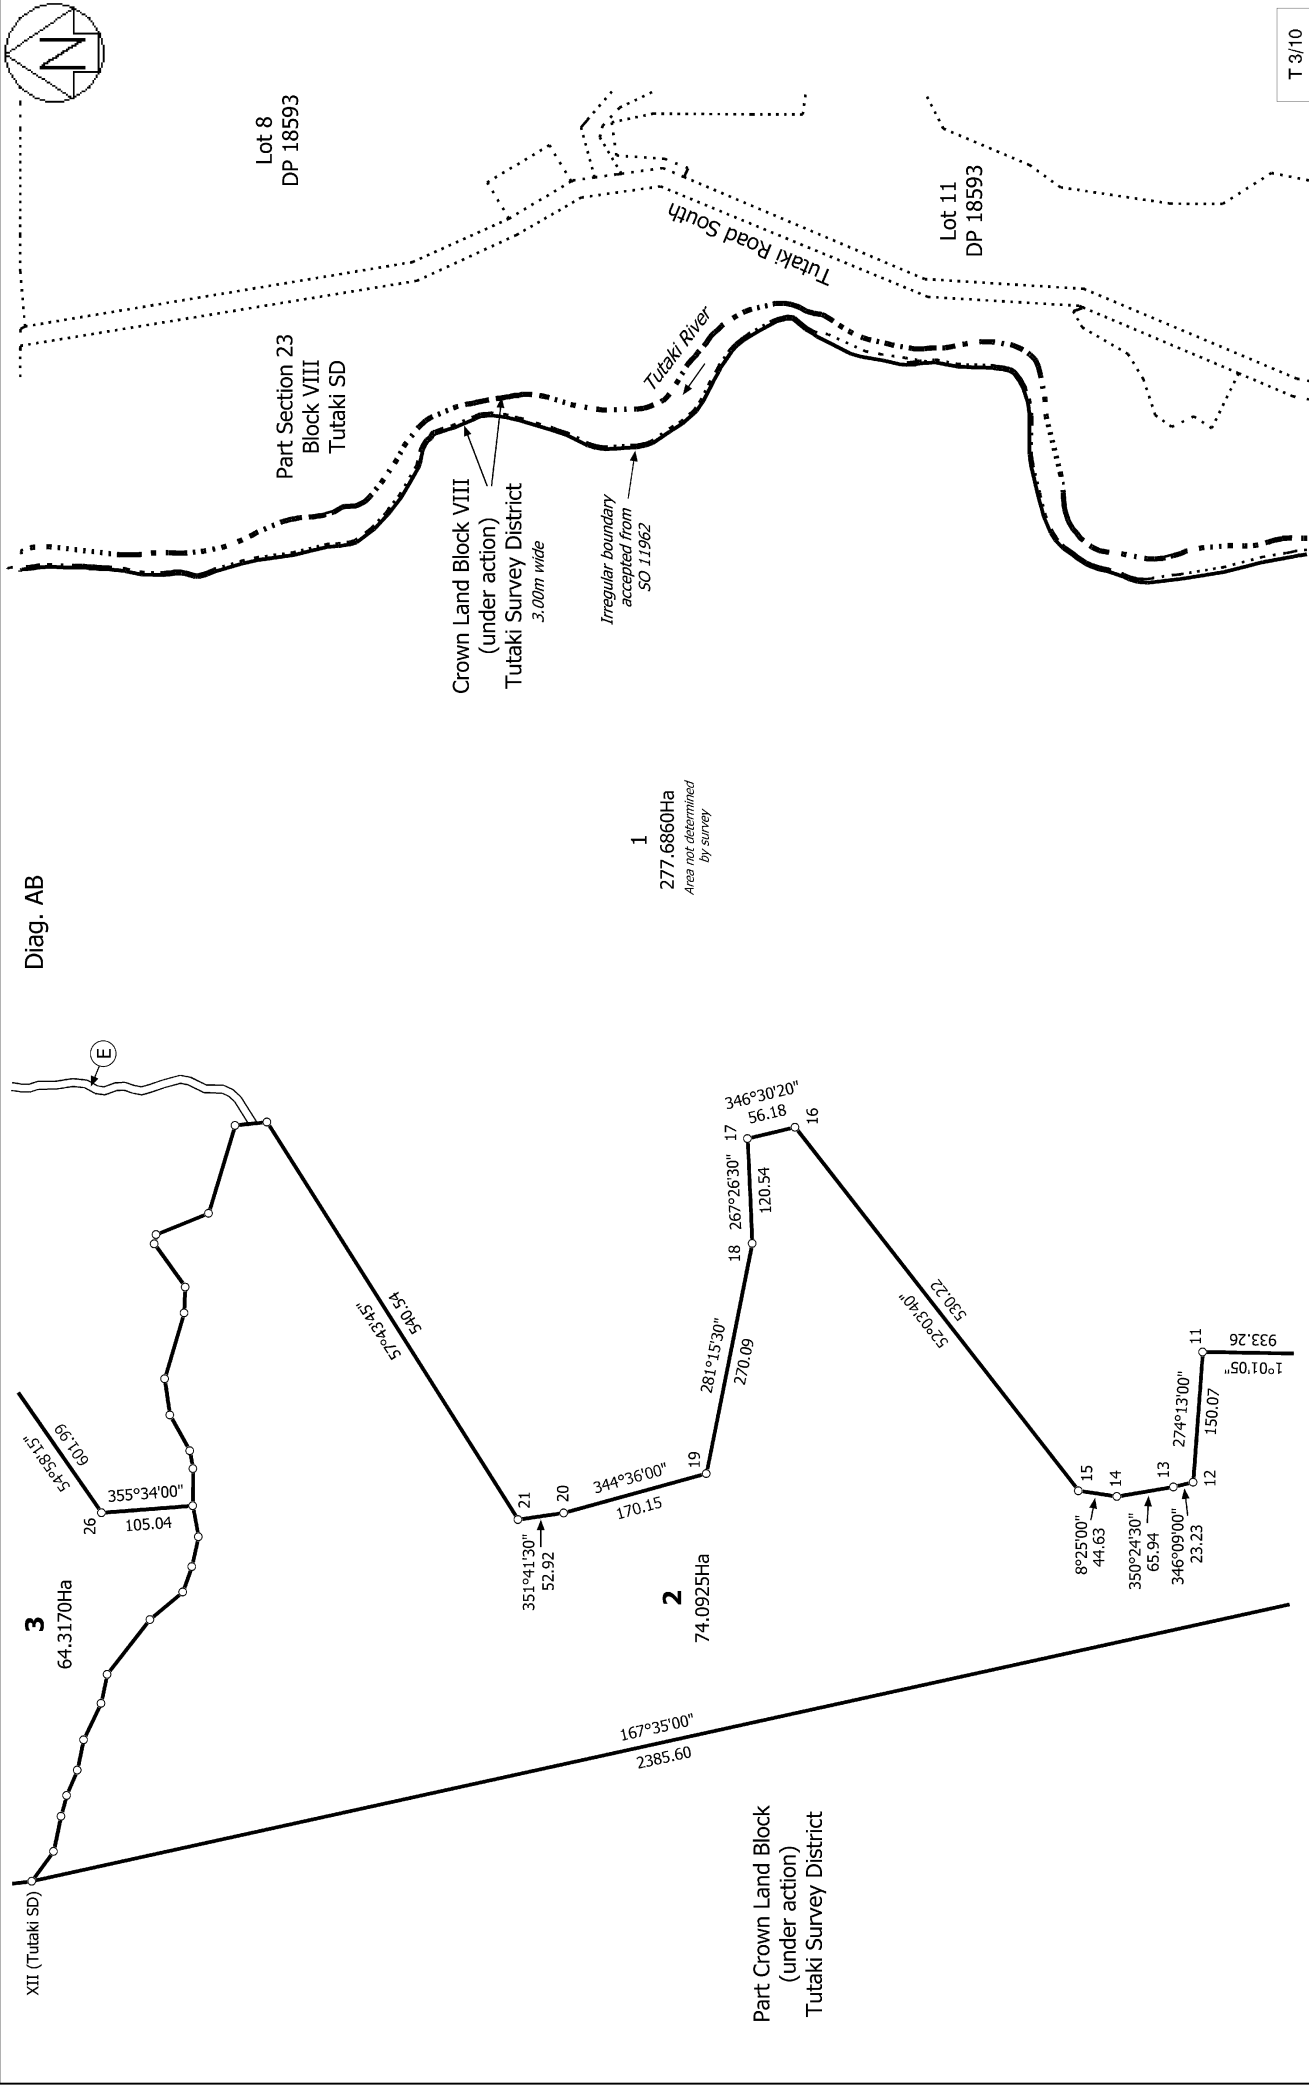 N
Lot 8
DP 18593
T 3/10
Part Section 23
Block VIII
Tutaki SD
Tutaki Road South
Lot 11
DP 18593
Tutaki River
Crown Land Block VIII
(under action)
Tutaki Survey District
3.00m wide
Irregular boundary
accepted from
SO 11962
Diag. AB
1
277.6860Ha
Area not determined
by survey
E
54°58'15"
601.99
26
355°34'00"
105.04
3
64.3170Ha
XII (Tutaki SD)
57°43'45"
540.54
21
351°41'30"
52.92
20
344°36'00"
170.15
19
281°15'30"
270.09
18
267°26'30"
120.54
17
346°30'20"
56.18
16
52°03'40"
530.22
15
8°25'00"
44.63
14
350°24'30"
65.94
13
346°09'00"
23.23
12
274°13'00"
150.07
11
1°01'05"
933.26
2
74.0925Ha
167°35'00"
2385.60
Part Crown Land Block
(under action)
Tutaki Survey District